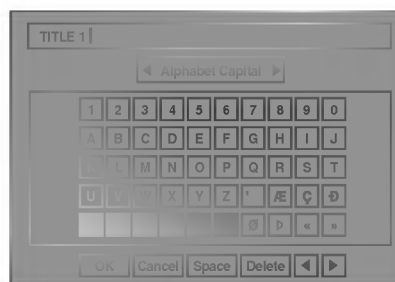 TITLE 1
◀ Alphabet Capital ▶
1 2 3 4 5 6 7 8 9 0
A B C D E F G H I J
K L M N O P Q R S T
U V W X Y Z ' Æ Ç Ð
Ø Þ « »
OK Cancel Space Delete ◀ ▶